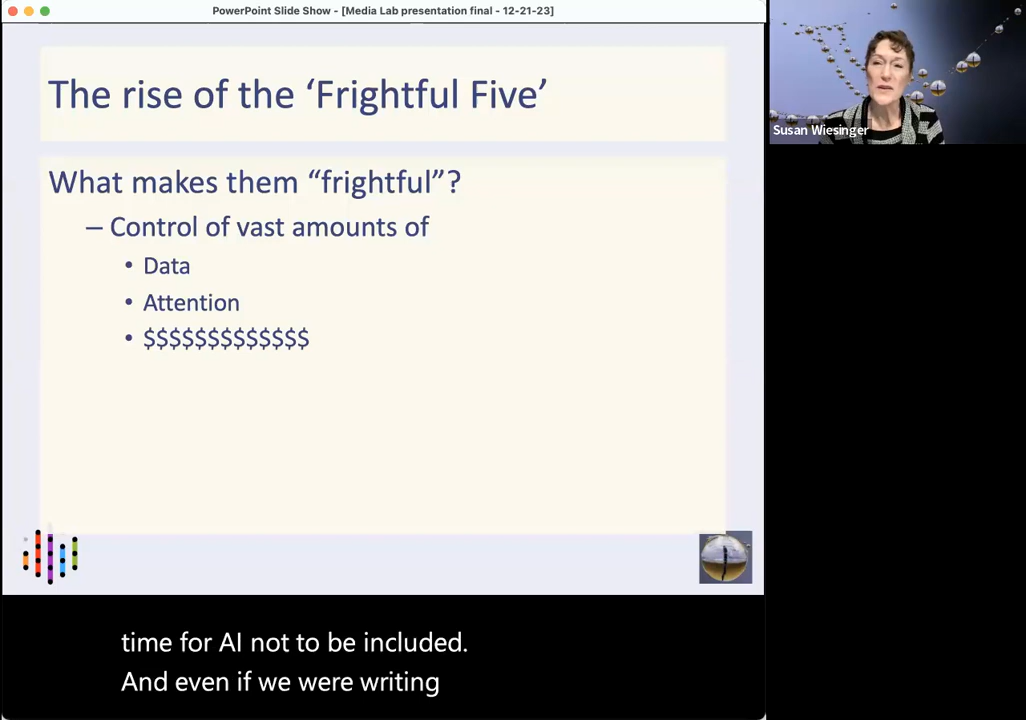 PowerPoint Slide Show - [Media Lab presentation final - 12-21-23]
The rise of the ‘Frightful Five’
What makes them “frightful”?
– Control of vast amounts of
• Data
• Attention
• $$$$$$$$$$$$$
Susan Wiesinger
time for AI not to be included.
And even if we were writing